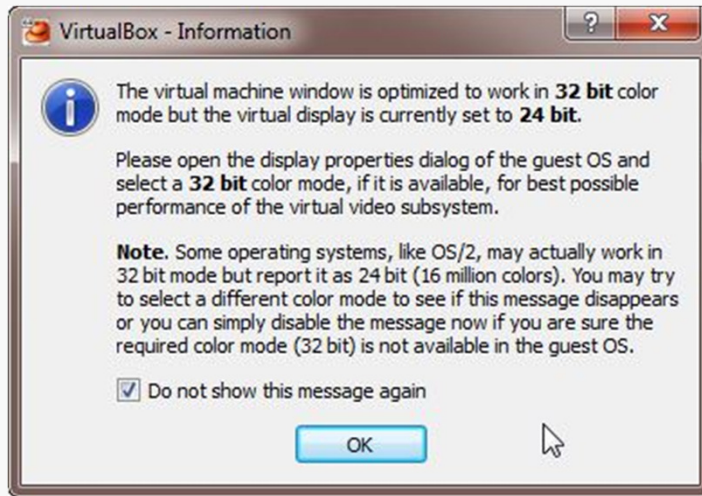 VirtualBox - Information
The virtual machine window is optimized to work in 32 bit color
mode but the virtual display is currently set to 24 bit.
Please open the display properties dialog of the guest OS and
select a 32 bit color mode, if it is available, for best possible
performance of the virtual video subsystem.
Note. Some operating systems, like OS/2, may actually work in
32 bit mode but report it as 24 bit (16 million colors). You may try
to select a different color mode to see if this message disappears
or you can simply disable the message now if you are sure the
required color mode (32 bit) is not available in the guest OS.
Do not show this message again
OK